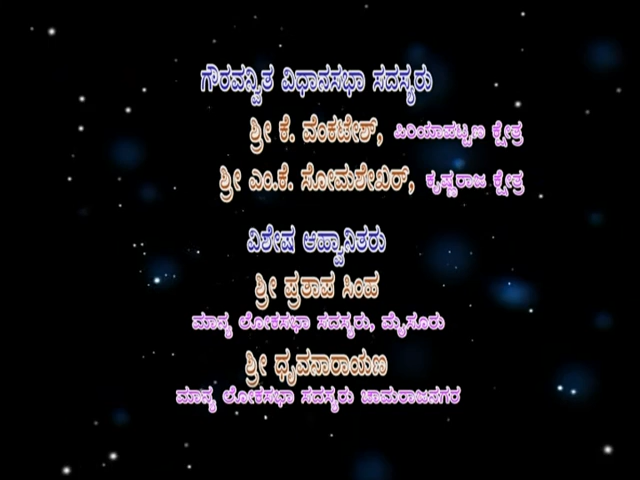 ಗೌರವನ್ವಿತ ವಿಧಾನಸಭಾ ಸದಸ್ಯರು
ಶ್ರೀ ಕೆ. ವೆಂಕಟೇಶ್, ಪಿರಿಯಾಪಟ್ಟಣ ಕ್ಷೇತ್ರ
ಶ್ರೀ ಎಂ.ಕೆ. ಸೋಮಶೇಖರ್, ಕೃಷ್ಣರಾಜ ಕ್ಷೇತ್ರ
ವಿಶೇಷ ಆಹ್ವಾನಿತರು
ಶ್ರೀ ಪ್ರತಾಪ ಸಿಂಹ
ಮಾನ್ಯ ಲೋಕಸಭಾ ಸದಸ್ಯರು, ಮೈಸೂರು
ಶ್ರೀ ಧೃವನಾರಾಯಣ
ಮಾನ್ಯ ಲೋಕಸಭಾ ಸದಸ್ಯರು ಚಾಮರಾಜನಗರ